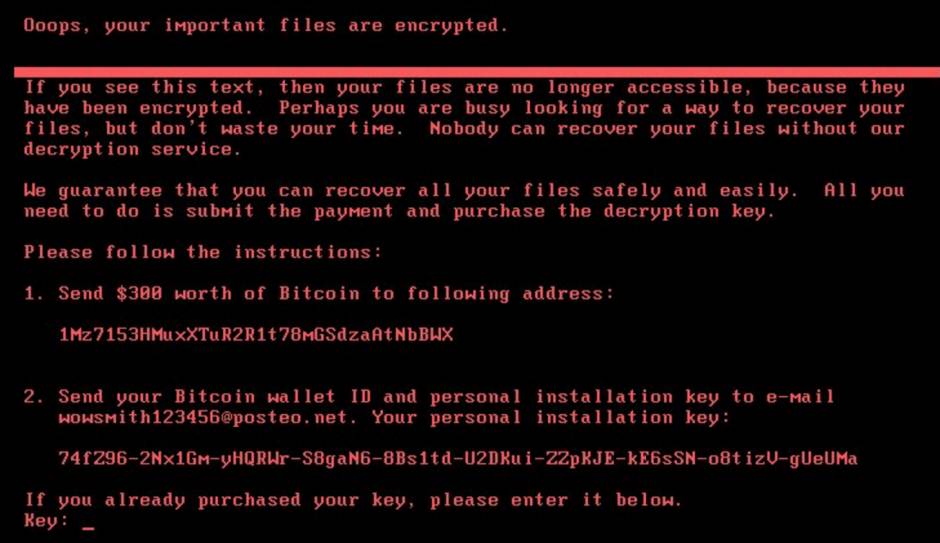 Ooops, your important files are encrypted.
If you see this text, then your files are no longer accessible, because they
have been encrypted.  Perhaps you are busy looking for a way to recover your
files, but don't waste your time.  Nobody can recover your files without our
decryption service.
We guarantee that you can recover all your files safely and easily.  All you
need to do is submit the payment and purchase the decryption key.
Please follow the instructions:
1. Send $300 worth of Bitcoin to following address:
1Mz7153HMuxXTuR2R1t78mGSdzaAtNbBWX
2. Send your Bitcoin wallet ID and personal installation key to e-mail
wowsmith123456@posteo.net. Your personal installation key:
74fZ96-2Nx1Gm-yHQRWr-S8gaN6-8Bs1td-U2DKui-ZZpKJE-kE6sSN-o8tizV-gUeUMa
If you already purchased your key, please enter it below.
Key: _